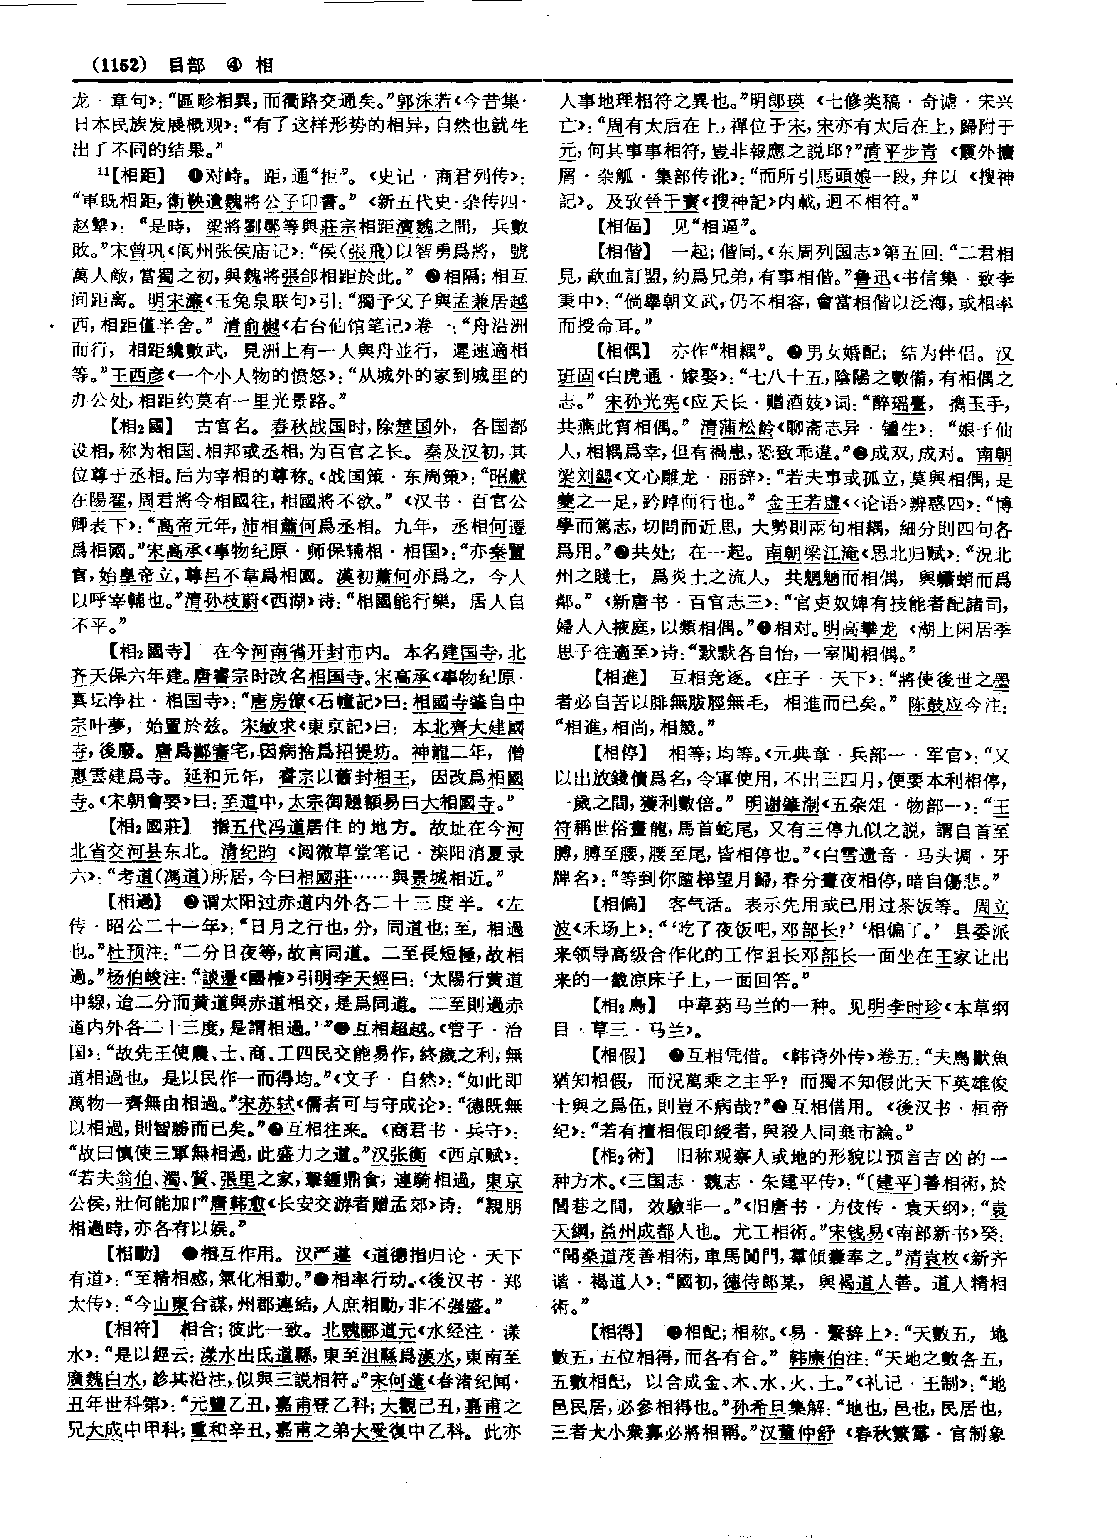 (1152) 目部 ④ 相
龙·章句》：“區畛相異，而衢路交通矣。”郭沫若《今昔集·
日本民族发展概观》：“有了这样形势的相异，自然也就生
出了不同的结果。”
11【相距】 ❶对峙。距，通“拒”。《史记·商君列传》：
“軍既相距，衛鞅遺魏將公子卬書。”《新五代史·杂传四·
赵犨》：“是時，梁將劉鄩等與莊宗相距澶魏之間，兵數
敗。”宋曾巩《阆州张侯庙记》：“侯(張飛)以智勇爲將，號
萬人敵，當蜀之初，與魏將張郃相距於此。” ❷相隔；相互
间距离。明宋濂《玉兔泉联句》引：“獨予父子與孟兼居越
西，相距僅半舍。” 清俞樾《右台仙馆笔记》卷一：“舟沿洲
而行，相距纔數武，見洲上有一人與舟並行，遲速適相
等。”王西彦《一个小人物的愤怒》：“从城外的家到城里的
办公处，相距约莫有一里光景路。”
【相₂國】 古官名。春秋战国时，除楚国外，各国都
设相，称为相国、相邦或丞相，为百官之长。秦及汉初，其
位尊于丞相。后为宰相的尊称。《战国策·东周策》：“昭獻
在陽翟，周君將令相國往，相國將不欲。”《汉书·百官公
卿表下》：“高帝元年，沛相蕭何爲丞相。九年，丞相何遷
爲相國。”宋高承《事物纪原·师保辅相·相国》：“亦秦置
官，始皇帝立，尊吕不韋爲相國。漢初蕭何亦爲之，今人
以呼宰輔也。”清孙枝蔚《西湖》诗：“相國能行樂，居人自
不平。”
【相₂國寺】 在今河南省开封市内。本名建国寺，北
齐天保六年建。唐睿宗时改名相国寺。宋高承《事物纪原·
真坛净社·相国寺》：“唐房僚《石幢記》曰：相國寺肇自中
宗叶夢，始置於兹。宋敏求《東京記》曰：本北齊大建國
寺，後廢。唐爲鄭審宅，因病捨爲招提坊。神龍二年，僧
惠雲建爲寺。延和元年，睿宗以舊封相王，因改爲相國
寺。《宋朝會要》曰：至道中，太宗御題額易曰大相國寺。”
【相₂國莊】 指五代冯道居住的地方。故址在今河
北省交河县东北。清纪昀《阅微草堂笔记·滦阳消夏录
六》：“考道(馮道)所居，今曰相國莊……與景城相近。”
【相過】 ❶谓太阳过赤道内外各二十三度半。《左
传·昭公二十一年》：“日月之行也，分，同道也；至，相過
也。”杜预注：“二分日夜等，故言同道。二至長短極，故相
過。”杨伯峻注：“談遷《國榷》引明李天經曰：‘太陽行黄道
中線，迨二分而黄道與赤道相交，是爲同道。二至則過赤
道内外各二十三度，是謂相過。’”❷互相超越。《管子·治
国》：“故先王使農、士、商、工四民交能易作，終歲之利，無
道相過也，是以民作一而得均。”《文子·自然》：“如此即
萬物一齊無由相過。”宋苏轼《儒者可与守成论》：“德既無
以相過，則智勝而已矣。”❸互相往来。《商君书·兵守》：
“故曰慎使三軍無相過，此盛力之道。”汉张衡《西京赋》：
“若夫翁伯、濁、質、張里之家，擊鍾鼎食，連騎相過，東京
公侯，壯何能加！”唐韩愈《长安交游者赠孟郊》诗：“親朋
相過時，亦各有以娱。”
【相動】 ❶相互作用。汉严遵《道德指归论·天下
有道》：“至精相感，氣化相動。”❷相率行动。《後汉书·郑
太传》：“今山東合謀，州郡連結，人庶相動，非不强盛。”
【相符】 相合；彼此一致。北魏郦道元《水经注·漾
水》：“是以經云：漾水出氐道縣，東至沮縣爲漢水，東南至
廣魏白水，診其沿注，似與三説相符。”宋何薳《春渚纪闻·
丑年世科第》：“元豐乙丑，嘉甫登乙科；大觀己丑，嘉甫之
兄大成中甲科；重和辛丑，嘉甫之弟大受復中乙科。此亦
人事地理相符之異也。”明郎瑛《七修类稿·奇谑·宋兴
亡》：“周有太后在上，禪位于宋，宋亦有太后在上，歸附于
元，何其事事相符，豈非報應之説邪？”清平步青《霞外攟
屑·杂觚·集部传讹》：“而所引馬頭娘一段，弁以《搜神
記》。及攷晉干寶《搜神記》内載，迥不相符。”
【相偪】 见“相逼”。
【相偕】 一起；偕同。《东周列国志》第五回：“二君相
見，歃血訂盟，約爲兄弟，有事相偕。”鲁迅《书信集·致李
秉中》：“倘舉朝文武，仍不相容，會當相偕以泛海，或相率
而授命耳。”
【相偶】 亦作“相耦”。❶男女婚配；结为伴侣。汉
班固《白虎通·嫁娶》：“七八十五，陰陽之數備，有相偶之
志。” 宋孙光宪《应天长·赠酒妓》词：“醉瑶臺，携玉手，
共燕此宵相偶。” 清蒲松龄《聊斋志异·锺生》：“娘子仙
人，相耦爲幸，但有禍患，恐致乖違。”❷成双，成对。南朝
梁刘勰《文心雕龙·丽辞》：“若夫事或孤立，莫與相偶，是
夔之一足，趻踔而行也。” 金王若虚《〈论语〉辨惑四》：“博
學而篤志，切問而近思，大勢則兩句相耦，細分則四句各
爲用。”❸共处；在一起。南朝梁江淹《思北归赋》：“況北
州之賤士，爲炎土之流人，共魍魎而相偶，與蠨蛸而爲
鄰。”《新唐书·百官志三》：“官吏奴婢有技能者配諸司，
婦人入掖庭，以類相偶。”❹相对。明高攀龙《湖上闲居季
思子往適至》诗：“默默各自怡，一室閒相偶。”
【相進】 互相竞逐。《庄子·天下》：“將使後世之墨
者必自苦以腓無胈脛無毛，相進而已矣。” 陈鼓应今注：
“相進，相尚，相競。”
【相停】 相等；均等。《元典章·兵部一·军官》：“又
以出放錢債爲名，令軍使用，不出三四月，便要本利相停，
一歲之間，獲利數倍。” 明謝肇淛《五杂俎·物部一》：“王
符稱世俗畫龍，馬首蛇尾，又有三停九似之説，謂自首至
膊，膊至腰，腰至尾，皆相停也。”《白雪遗音·马头调·牙
牌名》：“等到你雕梯望月歸，春分晝夜相停，暗自傷悲。”
【相偏】 客气话。表示先用或已用过茶饭等。周立
波《禾场上》：“‘吃了夜饭吧，邓部长？’‘相偏了。’县委派
来领导高级合作化的工作组长邓部长一面坐在王家让出
来的一截凉床子上，一面回答。”
【相₂鳥】 中草药马兰的一种。见明李时珍《本草纲
目·草三·马兰》。
【相假】 ❶互相凭借。《韩诗外传》卷五：“夫鳥獸魚
猶知相假，而況萬乘之主乎？而獨不知假此天下英雄俊
士與之爲伍，則豈不病哉？”❷互相借用。《後汉书·桓帝
纪》：“若有擅相假印綬者，與殺人同棄市論。”
【相₂術】 旧称观察人或地的形貌以预言吉凶的一
种方术。《三国志·魏志·朱建平传》：“〔建平〕善相術，於
閭巷之間，效驗非一。”《旧唐书·方伎传·袁天纲》：“袁
天綱，益州成都人也。尤工相術。”宋钱易《南部新书》癸：
“開桑道茂善相術，車馬闐門，羣傾橐奉之。”清袁枚《新齐
谐·褐道人》：“國初，德侍郎某，與褐道人善。道人精相
術。”
【相得】 ❶相配；相称。《易·繫辞上》：“天數五，地
數五，五位相得，而各有合。” 韩康伯注：“天地之數各五，
五數相配，以合成金、木、水、火、土。”《礼记·王制》：“地
邑民居，必参相得也。”孙希旦集解：“地也，邑也，民居也，
三者大小衆寡必將相稱。”汉董仲舒《春秋繁露·官制象